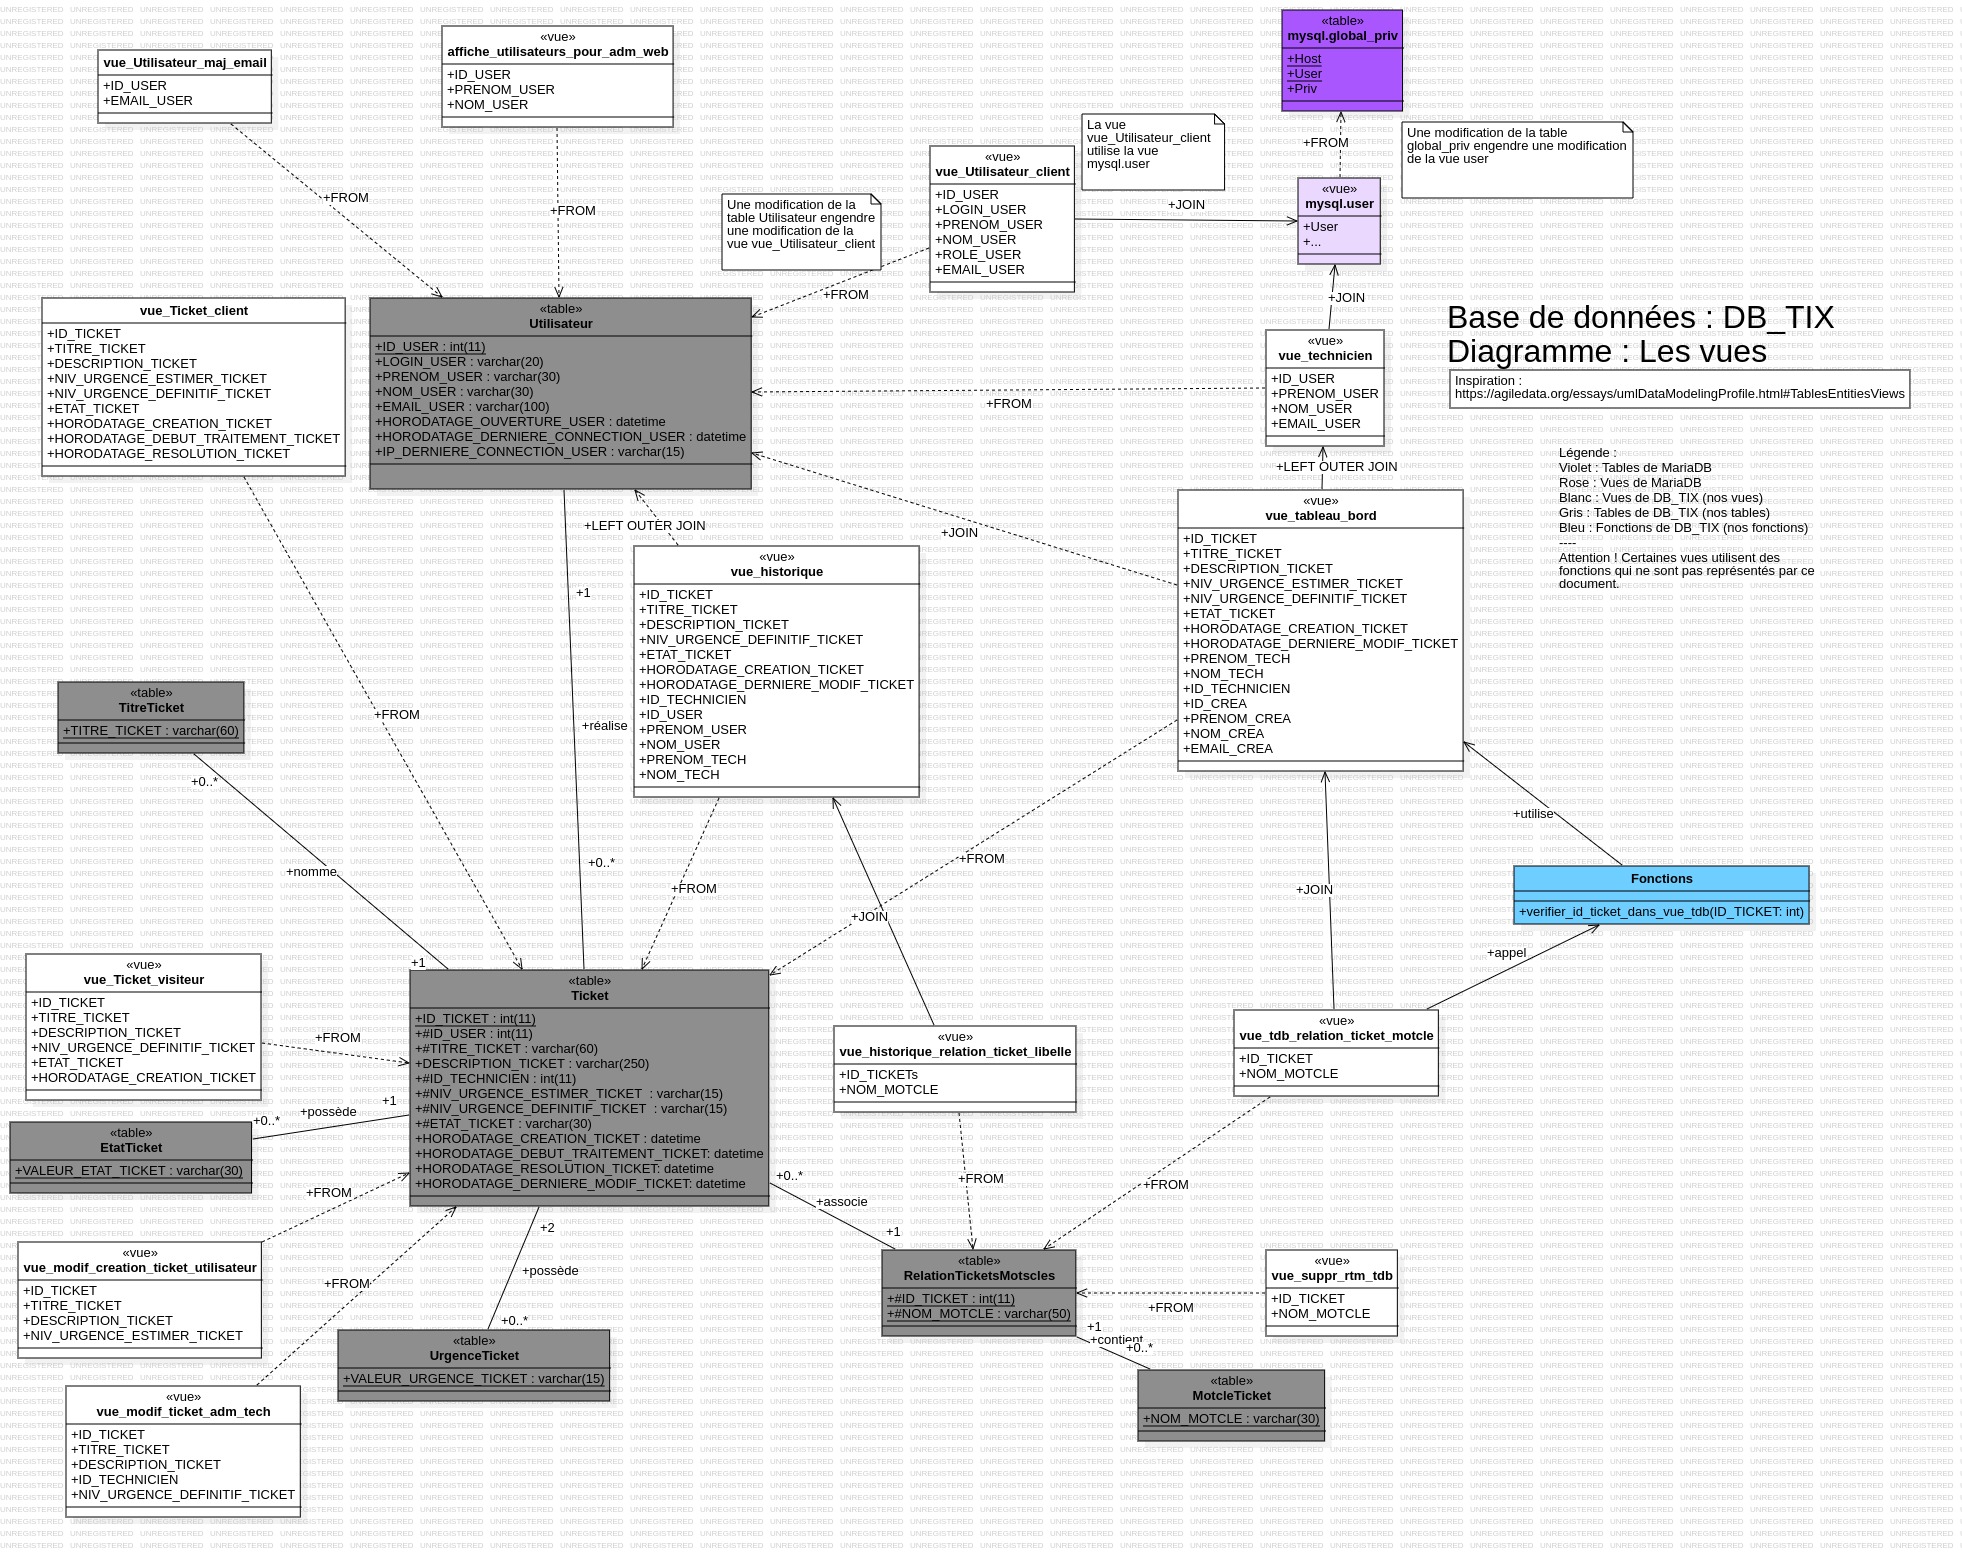 «table»
mysql.global_priv
+Host
+User
+Priv
«vue»
affiche_utilisateurs_pour_adm_web
+ID_USER
+PRENOM_USER
+NOM_USER
vue_Utilisateur_maj_email
+ID_USER
+EMAIL_USER
+FROM
+FROM
La vue
vue_Utilisateur_client
utilise la vue
mysql.user
+FROM
Une modification de la table
global_priv engendre une modification
de la vue user
«vue»
vue_Utilisateur_client
+ID_USER
+LOGIN_USER
+PRENOM_USER
+NOM_USER
+ROLE_USER
+EMAIL_USER
+JOIN
«vue»
mysql.user
+User
+...
Une modification de la
table Utilisateur engendre
une modification de la
vue vue_Utilisateur_client
+FROM
+JOIN
vue_Ticket_client
+ID_TICKET
+TITRE_TICKET
+DESCRIPTION_TICKET
+NIV_URGENCE_ESTIMER_TICKET
+NIV_URGENCE_DEFINITIF_TICKET
+ETAT_TICKET
+HORODATAGE_CREATION_TICKET
+HORODATAGE_DEBUT_TRAITEMENT_TICKET
+HORODATAGE_RESOLUTION_TICKET
«table»
Utilisateur
+ID_USER : int(11)
+LOGIN_USER : varchar(20)
+PRENOM_USER : varchar(30)
+NOM_USER : varchar(30)
+EMAIL_USER : varchar(100)
+HORODATAGE_OUVERTURE_USER : datetime
+HORODATAGE_DERNIERE_CONNECTION_USER : datetime
+IP_DERNIERE_CONNECTION_USER : varchar(15)
+FROM
«vue»
vue_technicien
+ID_USER
+PRENOM_USER
+NOM_USER
+EMAIL_USER
Base de données : DB_TIX
Diagramme : Les vues
Inspiration :
https://agiledata.org/essays/umlDataModelingProfile.html#TablesEntitiesViews
Légende :
Violet : Tables de MariaDB
Rose : Vues de MariaDB
Blanc : Vues de DB_TIX (nos vues)
Gris : Tables de DB_TIX (nos tables)
Bleu : Fonctions de DB_TIX (nos fonctions)
----
Attention ! Certaines vues utilisent des
fonctions qui ne sont pas représentés par ce
document.
+LEFT OUTER JOIN
+LEFT OUTER JOIN
+JOIN
+1
«vue»
vue_historique
+ID_TICKET
+TITRE_TICKET
+DESCRIPTION_TICKET
+NIV_URGENCE_DEFINITIF_TICKET
+ETAT_TICKET
+HORODATAGE_CREATION_TICKET
+HORODATAGE_DERNIERE_MODIF_TICKET
+ID_TECHNICIEN
+ID_USER
+PRENOM_USER
+NOM_USER
+PRENOM_TECH
+NOM_TECH
«vue»
vue_tableau_bord
+ID_TICKET
+TITRE_TICKET
+DESCRIPTION_TICKET
+NIV_URGENCE_ESTIMER_TICKET
+NIV_URGENCE_DEFINITIF_TICKET
+ETAT_TICKET
+HORODATAGE_CREATION_TICKET
+HORODATAGE_DERNIERE_MODIF_TICKET
+PRENOM_TECH
+NOM_TECH
+ID_TECHNICIEN
+ID_CREA
+PRENOM_CREA
+NOM_CREA
+EMAIL_CREA
«table»
TitreTicket
+TITRE_TICKET : varchar(60)
+FROM
+réalise
+0..*
+utilise
+nomme
+0..*
+FROM
+FROM
+JOIN
+JOIN
Fonctions
+verifier_id_ticket_dans_vue_tdb(ID_TICKET: int)
+appel
+1
«vue»
vue_Ticket_visiteur
+ID_TICKET
+TITRE_TICKET
+DESCRIPTION_TICKET
+NIV_URGENCE_DEFINITIF_TICKET
+ETAT_TICKET
+HORODATAGE_CREATION_TICKET
+FROM
«table»
Ticket
+ID_TICKET : int(11)
+#ID_USER : int(11)
+#TITRE_TICKET : varchar(60)
+DESCRIPTION_TICKET : varchar(250)
+#ID_TECHNICIEN : int(11)
+#NIV_URGENCE_ESTIMER_TICKET : varchar(15)
+#NIV_URGENCE_DEFINITIF_TICKET : varchar(15)
+#ETAT_TICKET : varchar(30)
+HORODATAGE_CREATION_TICKET : datetime
+HORODATAGE_DEBUT_TRAITEMENT_TICKET: datetime
+HORODATAGE_RESOLUTION_TICKET: datetime
+HORODATAGE_DERNIERE_MODIF_TICKET: datetime
«vue»
vue_historique_relation_ticket_libelle
+ID_TICKETs
+NOM_MOTCLE
«vue»
vue_tdb_relation_ticket_motcle
+ID_TICKET
+NOM_MOTCLE
+1
+possède
+0..*
«table»
EtatTicket
+VALEUR_ETAT_TICKET : varchar(30)
+FROM
+0..*
+associe
+1
+FROM
+FROM
«vue»
vue_modif_creation_ticket_utilisateur
+ID_TICKET
+TITRE_TICKET
+DESCRIPTION_TICKET
+NIV_URGENCE_ESTIMER_TICKET
+FROM
+2
+possède
+0..*
«table»
RelationTicketsMotscles
+#ID_TICKET : int(11)
+#NOM_MOTCLE : varchar(50)
+FROM
«vue»
vue_suppr_rtm_tdb
+ID_TICKET
+NOM_MOTCLE
«table»
UrgenceTicket
+VALEUR_URGENCE_TICKET : varchar(15)
+1
+contient
+0..*
«table»
MotcleTicket
+NOM_MOTCLE : varchar(30)
«vue»
vue_modif_ticket_adm_tech
+ID_TICKET
+TITRE_TICKET
+DESCRIPTION_TICKET
+ID_TECHNICIEN
+NIV_URGENCE_DEFINITIF_TICKET
UNREGISTERED